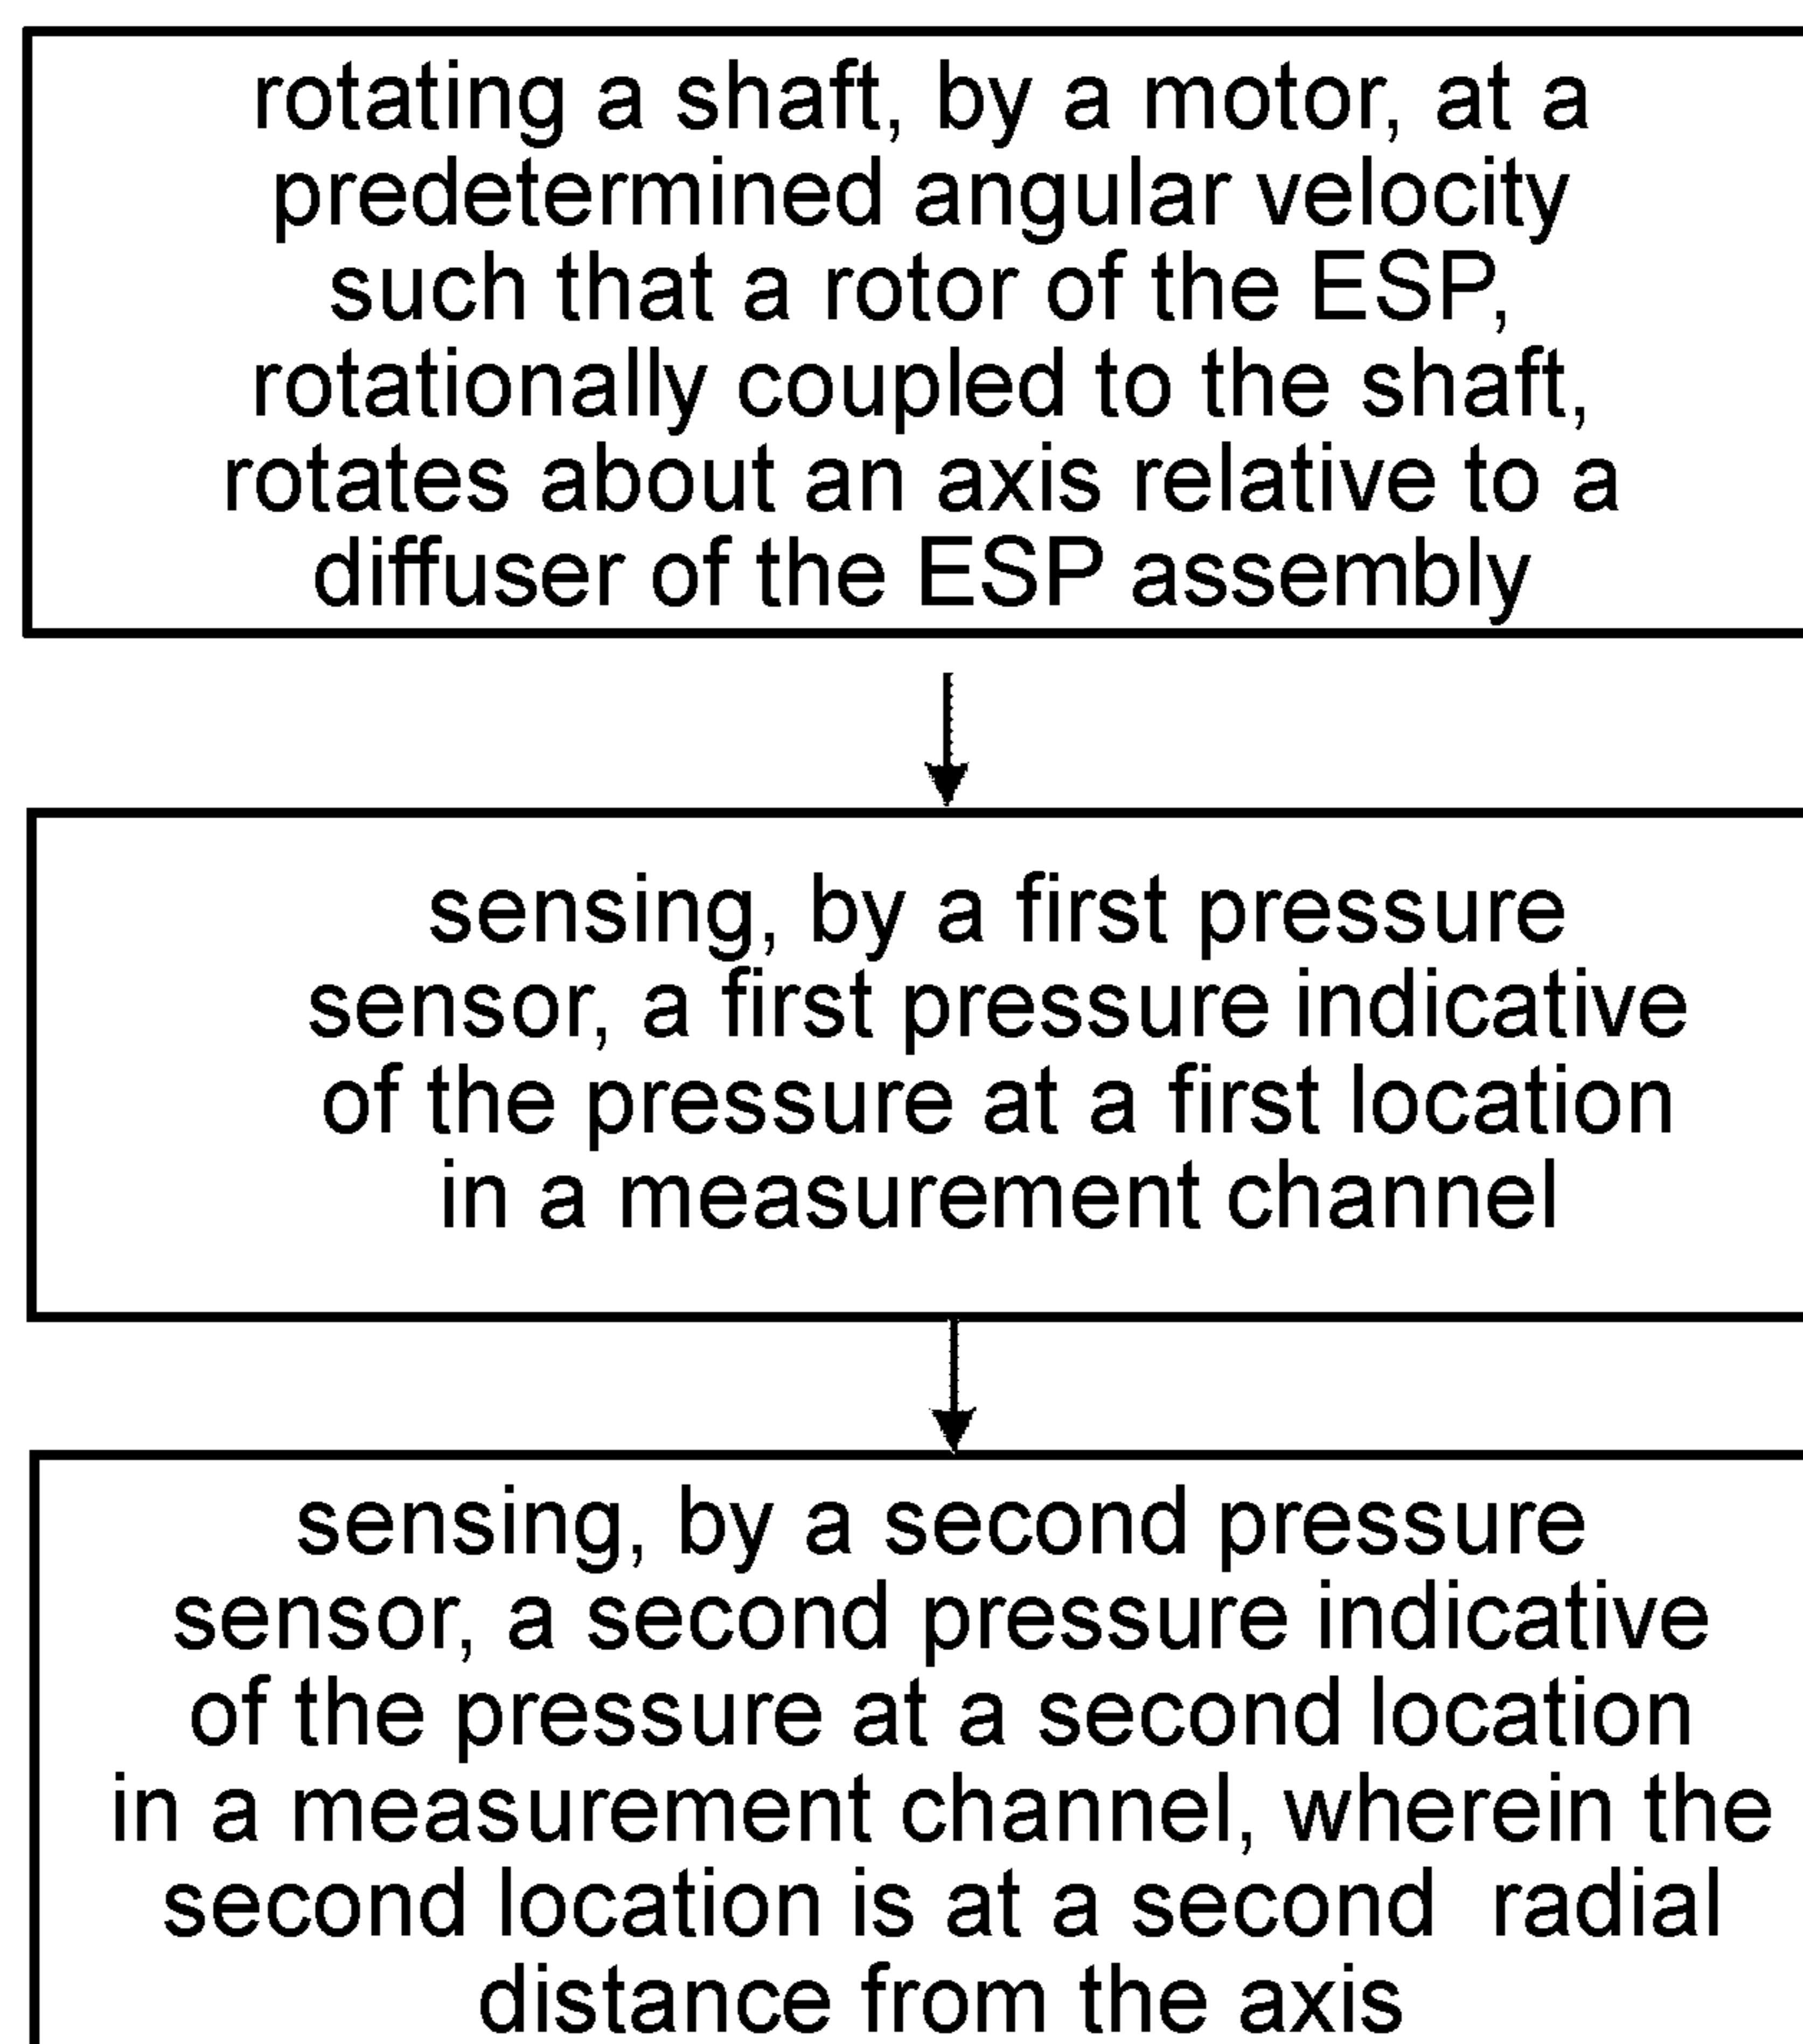 rotating a shaft, by a motor, at a
predetermined angular velocity
such that a rotor of the ESP,
rotationally coupled to the shaft,
rotates about an axis relative to a
diffuser of the ESP assembly
sensing, by a first pressure
sensor, a first pressure indicative
of the pressure at a first location
in a measurement channel
sensing, by a second pressure
sensor, a second pressure indicative
of the pressure at a second location
in a measurement channel, wherein the
second location is at a second radial
distance from the axis